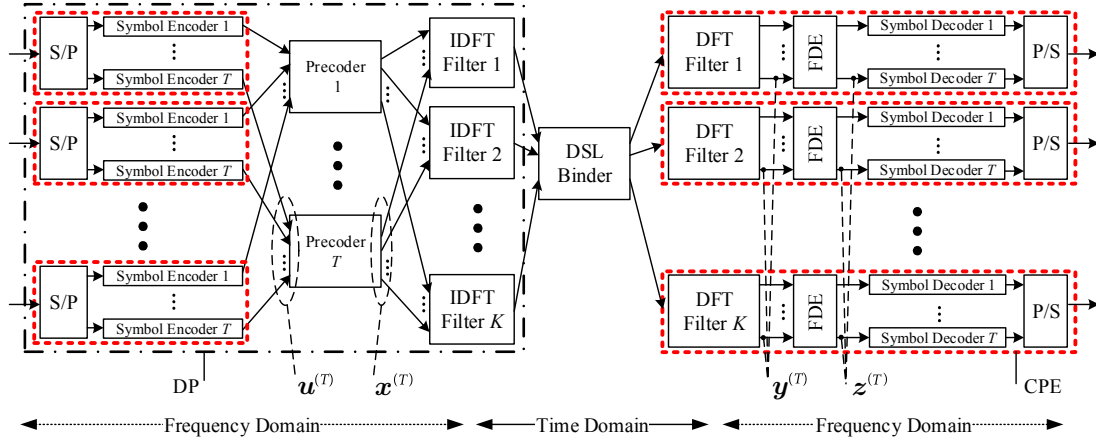 S/P
Symbol Encoder 1
Symbol Encoder T
S/P
Symbol Encoder 1
Symbol Encoder T
S/P
Symbol Encoder 1
Symbol Encoder T
Precoder
1
Precoder
T
IDFT
Filter 1
IDFT
Filter 2
IDFT
Filter K
DSL
Binder
DFT
Filter 1
FDE
Symbol Decoder 1
Symbol Decoder T
P/S
DFT
Filter 2
FDE
Symbol Decoder 1
Symbol Decoder T
P/S
DFT
Filter K
FDE
Symbol Decoder 1
Symbol Decoder T
P/S
DP
u^(T)
x^(T)
y^(T)
z^(T)
CPE
Frequency Domain
Time Domain
Frequency Domain